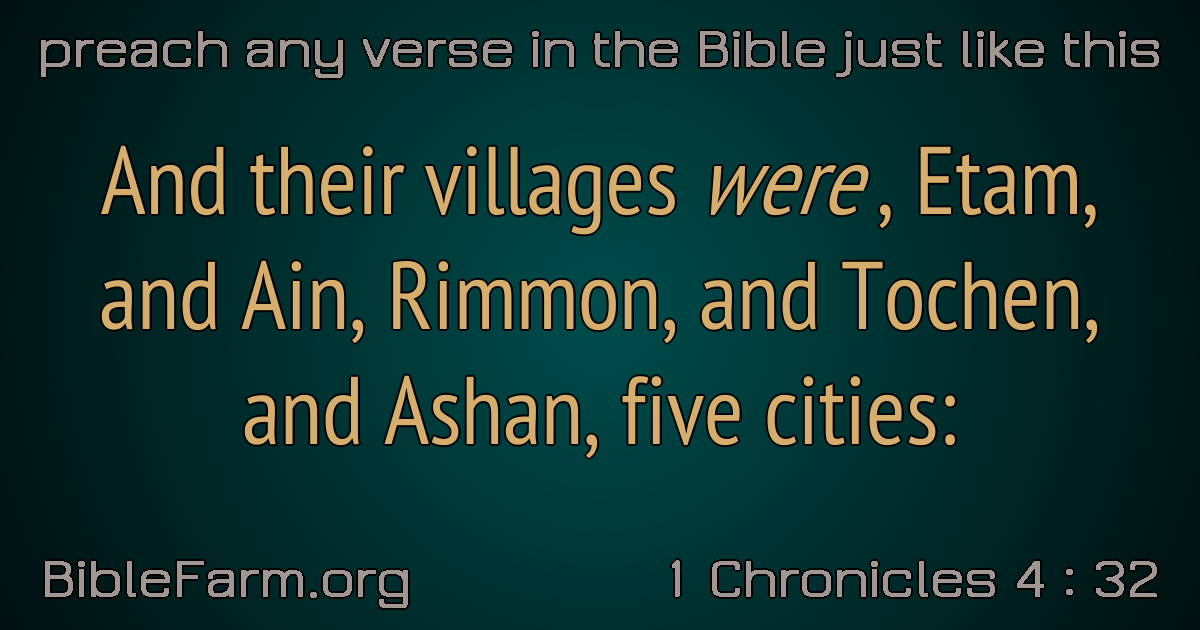 preach any verse in the Bible just like this
And their villages were , Etam,
and Ain, Rimmon, and Tochen,
and Ashan, five cities:
BibleFarm.org
1 Chronicles 4 : 32